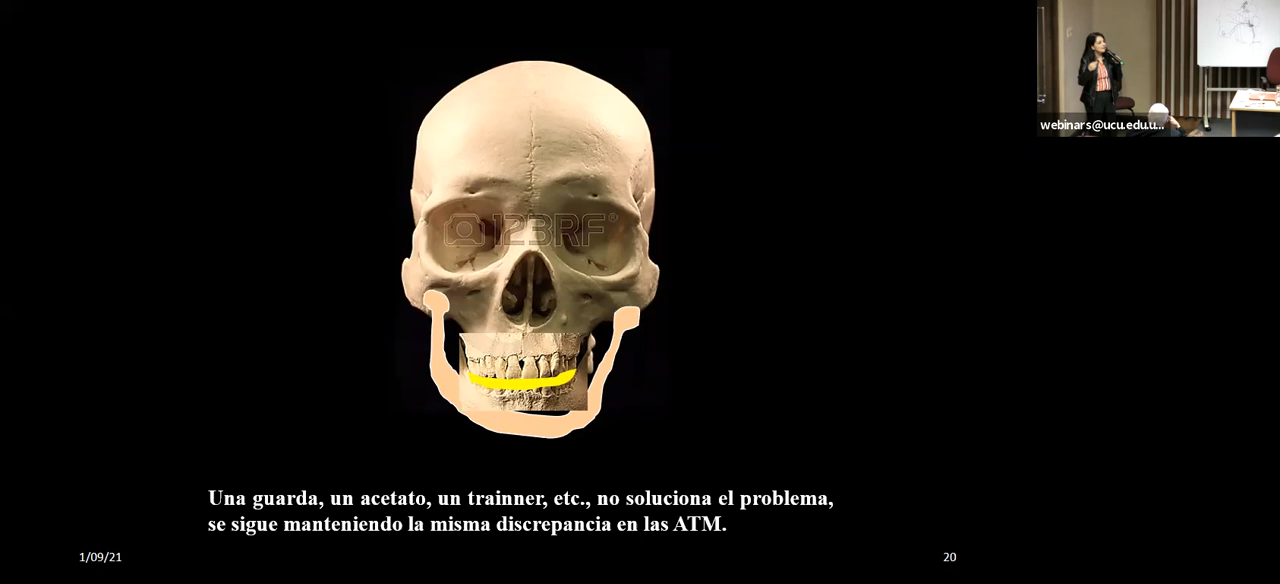 webinars@ucu.edu.u...
123RF®
Una guarda, un acetato, un trainner, etc., no soluciona el problema,
se sigue manteniendo la misma discrepancia en las ATM.
1/09/21
20